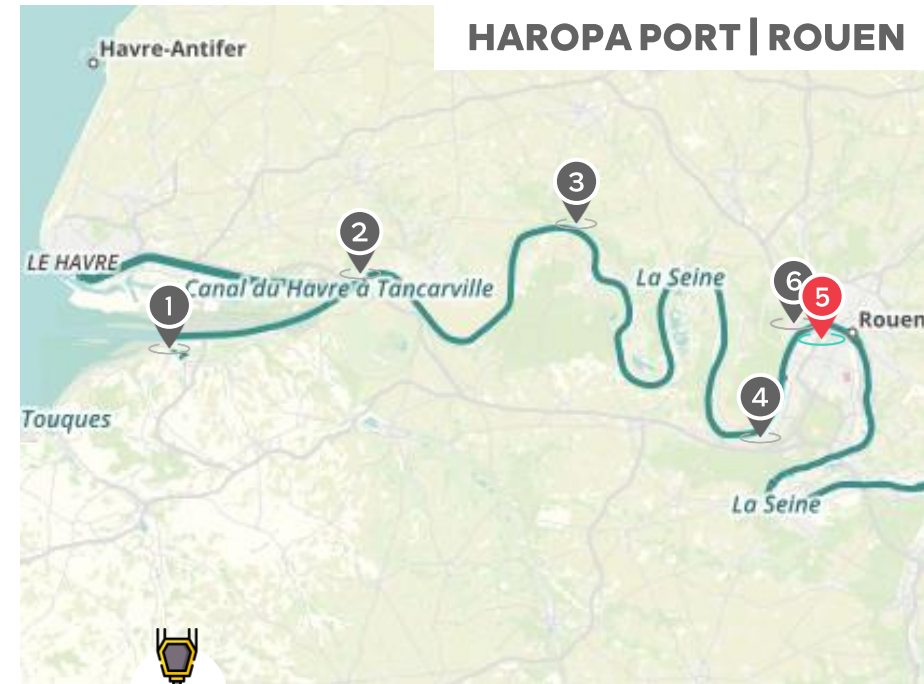 HAROPA PORT | ROUEN
Havre-Antifer
3
2
LE HAVRE
Canal du Havre à Tancarville
La Seine
1
6
5
Rouen
4
Touques
La Seine